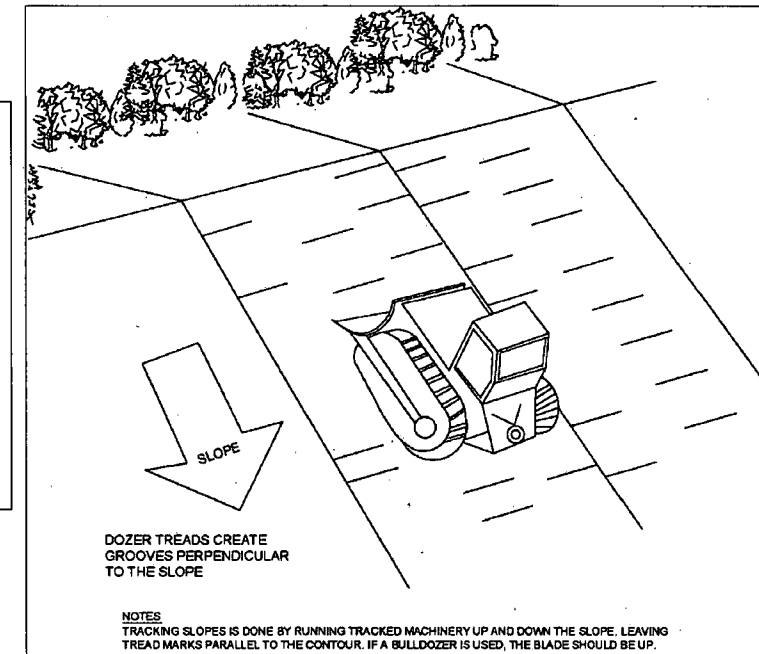 SLOPE
DOZER TREADS CREATE
GROOVES PERPENDICULAR
TO THE SLOPE
NOTES
TRACKING SLOPES IS DONE BY RUNNING TRACKED MACHINERY UP AND DOWN THE SLOPE, LEAVING
TREAD MARKS PARALLEL TO THE CONTOUR. IF A BULLDOZER IS USED, THE BLADE SHOULD BE UP.